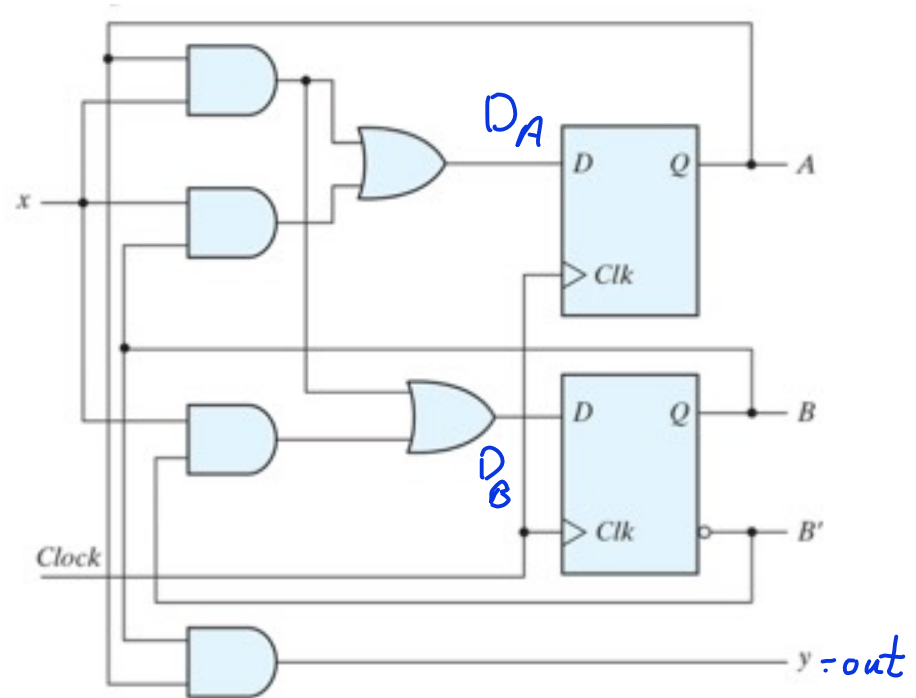 D_A
D Q A
x
Clk
D Q B
D_B
Clk B'
Clock
y = out